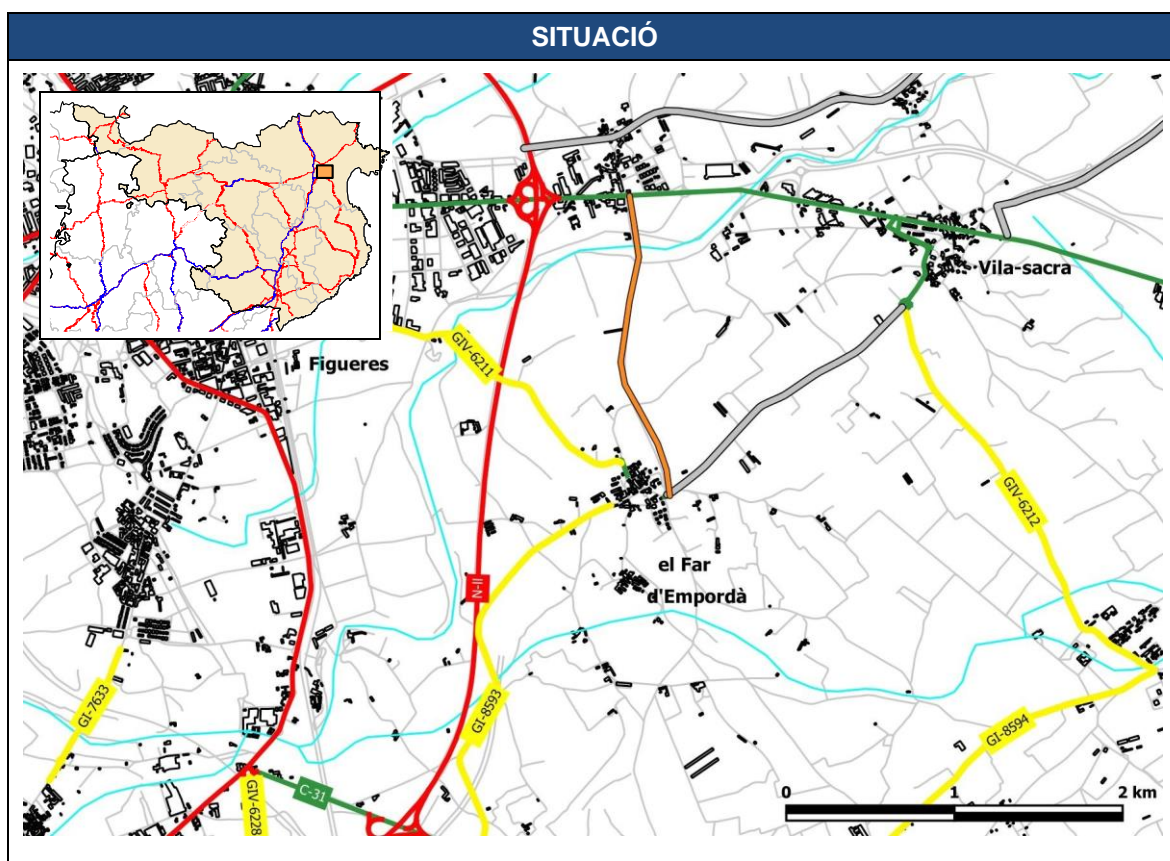 SITUACIÓ
Vila-sacra
Figueres
GIV-6211
GIV-6212
el Far
d'Empordà
N-II
GI-7633
GI-8593
GI-8594
C-31
GIV-6228
0 1 2 km